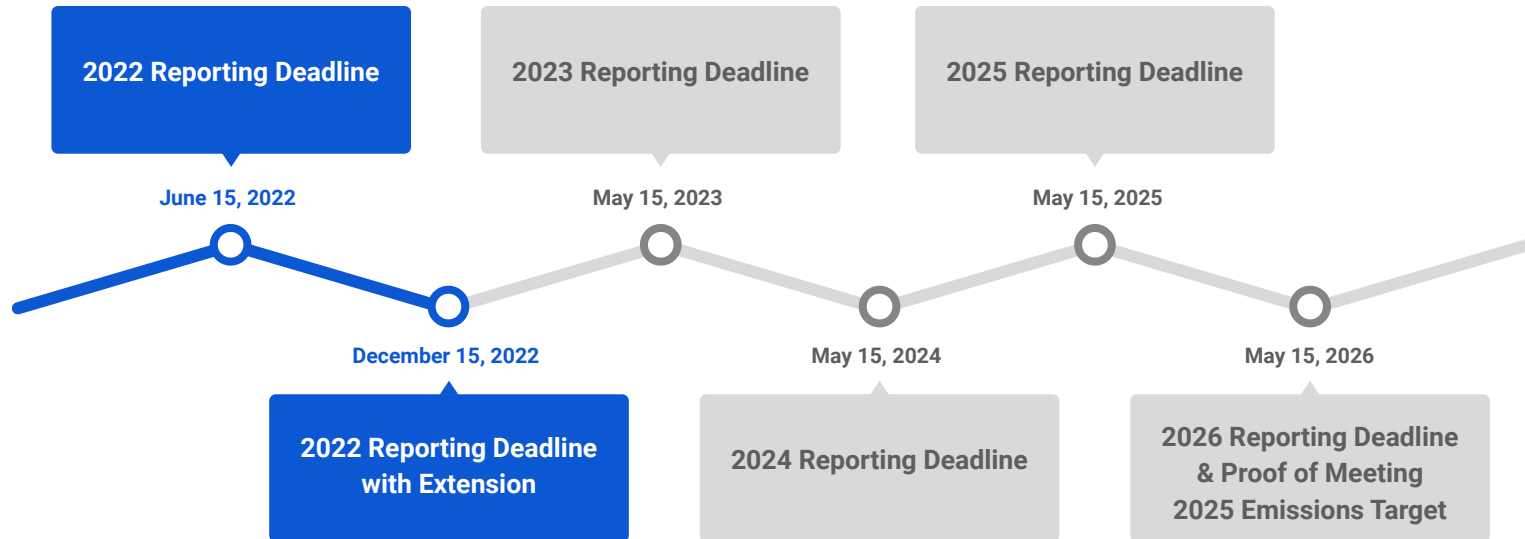 2022 Reporting Deadline
2023 Reporting Deadline
2025 Reporting Deadline
June 15, 2022
May 15, 2023
May 15, 2025
December 15, 2022
May 15, 2024
May 15, 2026
2022 Reporting Deadline
with Extension
2024 Reporting Deadline
2026 Reporting Deadline
& Proof of Meeting
2025 Emissions Target